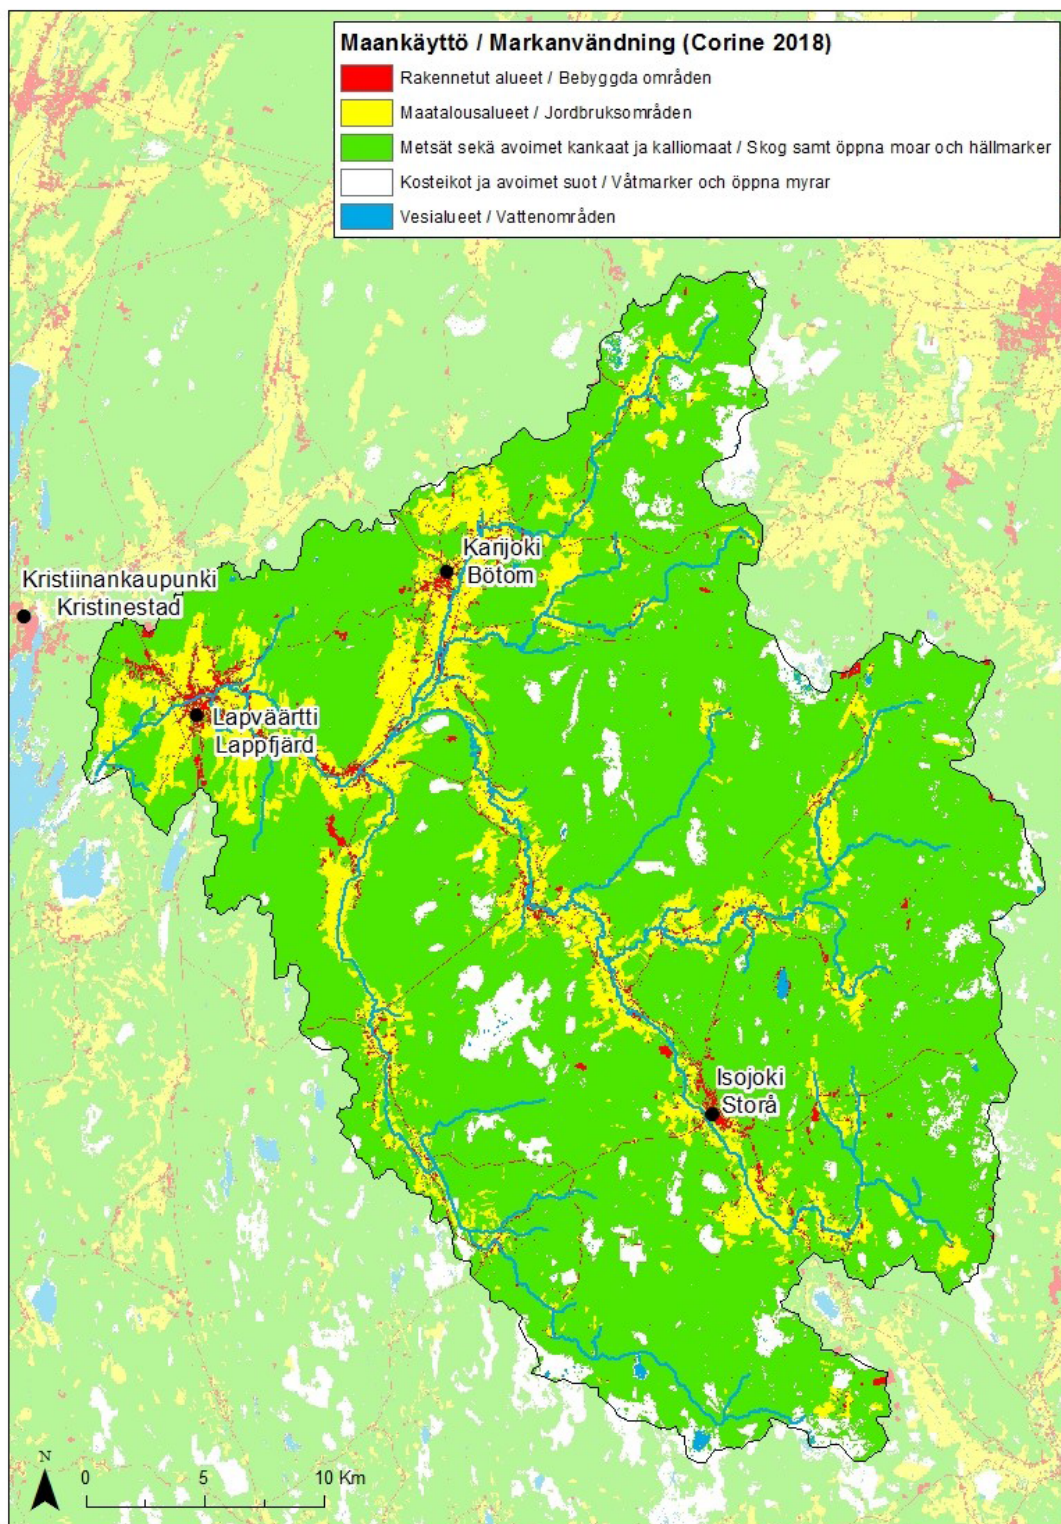 Maankäyttö / Markanvändning (Corine 2018)
Rakennetut alueet / Bebyggda områden
Maatalousalueet / Jordbruksområden
Metsät sekä avoimet kankaat ja kalliomaat / Skog samt öppna moar och hällmarker
Kosteikot ja avoimet suot / Våtmarker och öppna myrar
Vesialueet / Vattenområden
Karijoki
Bötom
Kristiinankaupunki
Kristinestad
Lapväärtti
Lappfjärd
Isojoki
Storå
N
0 5 10 Km